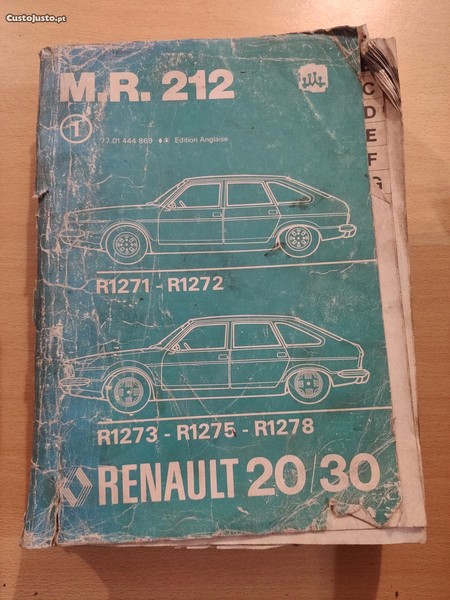 CustoJusto.pt
M.R. 212
T
77 01 444 869 Edition Anglaise
C
D
E
F
G
R1271 - R1272
R1273 - R1275 - R1278
RENAULT 20/30